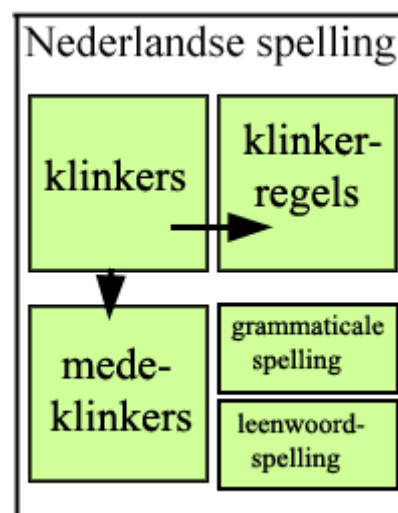 Nederlandse spelling
klinkers
klinker-
regels
mede-
klinkers
grammaticale
spelling
leenwoord-
spelling